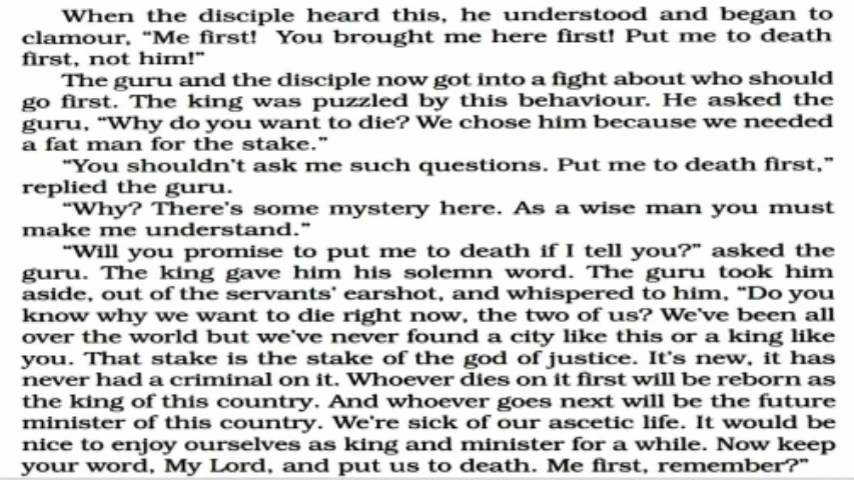 When the disciple heard this, he understood and began to
clamour, “Me first! You brought me here first! Put me to death
first, not him!”
The guru and the disciple now got into a fight about who should
go first. The king was puzzled by this behaviour. He asked the
guru, “Why do you want to die? We chose him because we needed
a fat man for the stake.”
“You shouldn’t ask me such questions. Put me to death first,”
replied the guru.
“Why? There’s some mystery here. As a wise man you must
make me understand.”
“Will you promise to put me to death if I tell you?” asked the
guru. The king gave him his solemn word. The guru took him
aside, out of the servants’ earshot, and whispered to him, “Do you
know why we want to die right now, the two of us? We’ve been all
over the world but we’ve never found a city like this or a king like
you. That stake is the stake of the god of justice. It’s new, it has
never had a criminal on it. Whoever dies on it first will be reborn as
the king of this country. And whoever goes next will be the future
minister of this country. We’re sick of our ascetic life. It would be
nice to enjoy ourselves as king and minister for a while. Now keep
your word, My Lord, and put us to death. Me first, remember?”